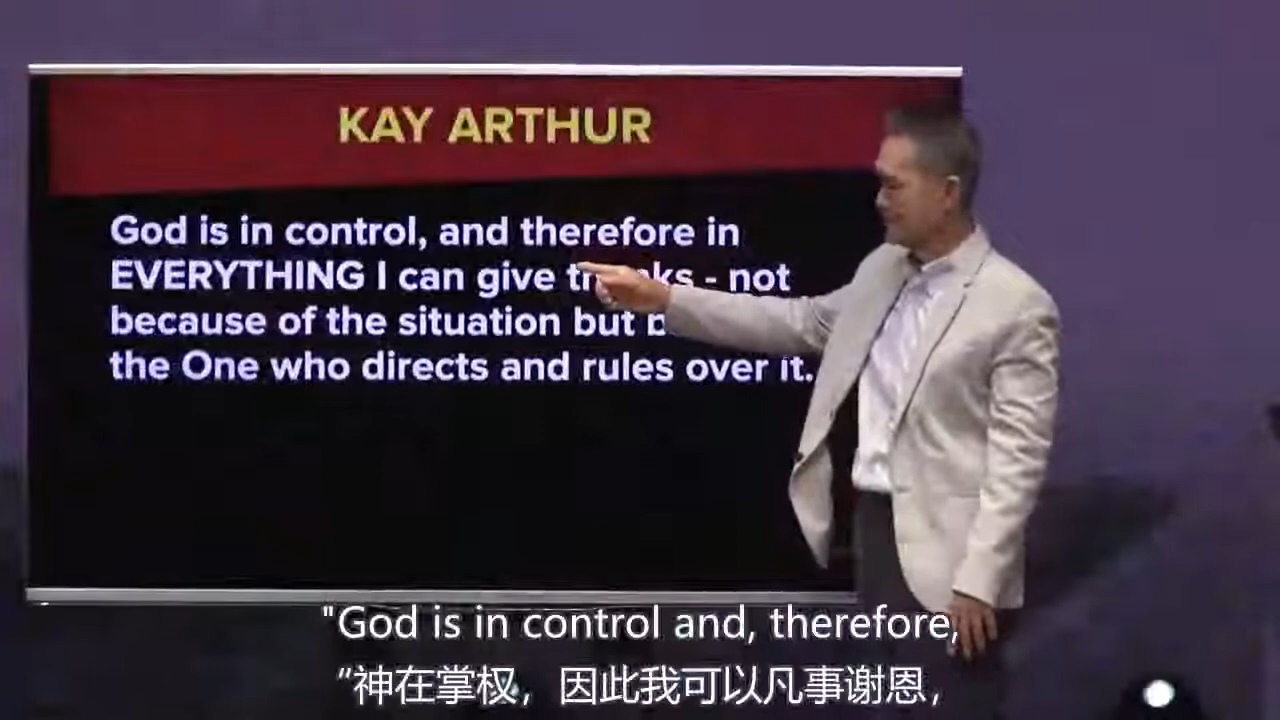 KAY ARTHUR
God is in control, and therefore in
EVERYTHING I can give - not
because of the situation but
the One who directs and rules over it.
"God is in control and, therefore,
“神在掌权，因此我可以凡事谢恩，